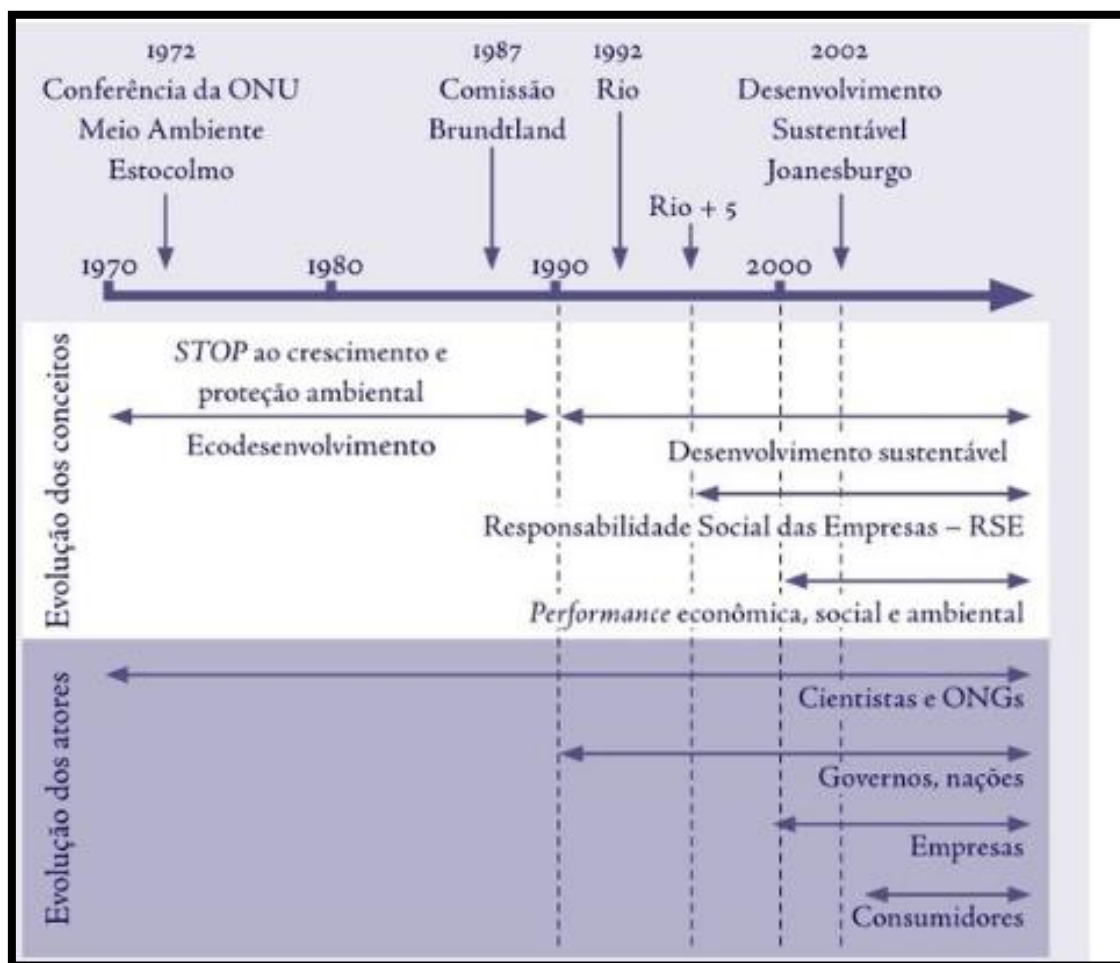 1972
Conferência da ONU
Meio Ambiente
Estocolmo
1987
Comissão
Brundtland
1992
Rio
Rio + 5
2002
Desenvolvimento
Sustentável
Joanesburgo
1970
1980
1990
2000
Evolução dos conceitos
STOP ao crescimento e
proteção ambiental
Ecodesenvolvimento
Desenvolvimento sustentável
Responsabilidade Social das Empresas – RSE
Performance econômica, social e ambiental
Evolução dos atores
Cientistas e ONGs
Governos, nações
Empresas
Consumidores